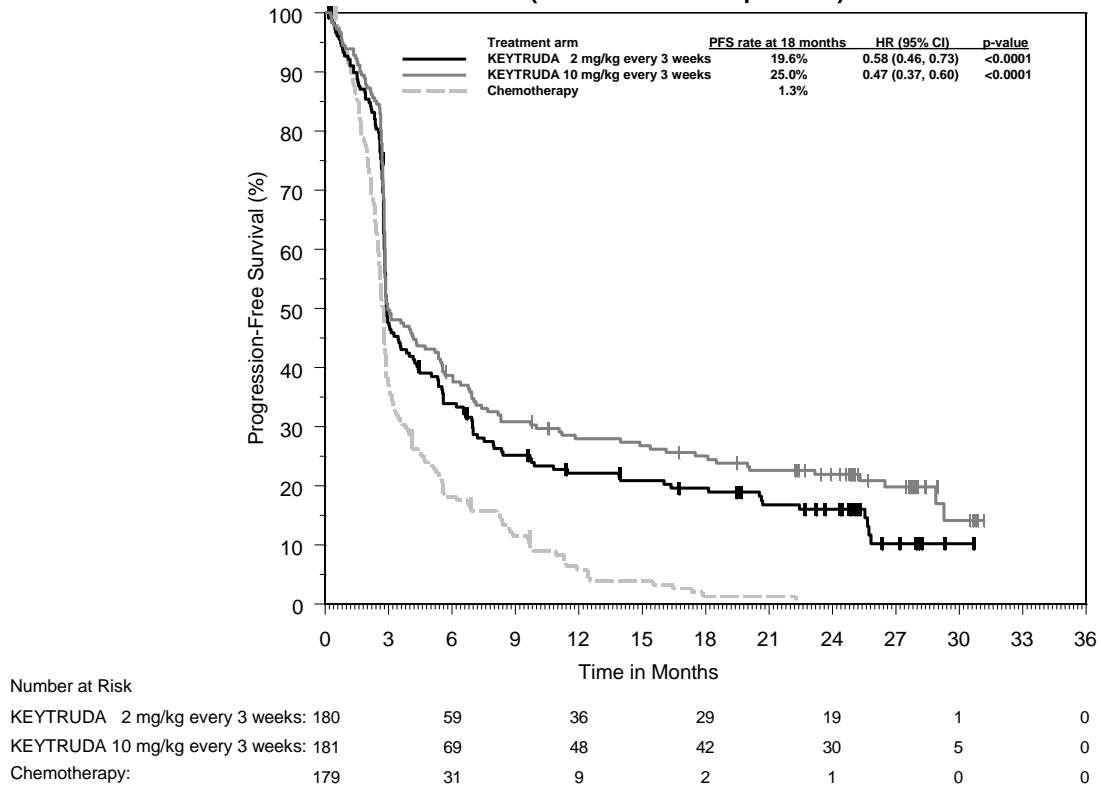 Treatment arm PFS rate at 18 months HR (95% CI) p-value
KEYTRUDA 2 mg/kg every 3 weeks 19.6% 0.58 (0.46, 0.73) <0.0001
KEYTRUDA 10 mg/kg every 3 weeks 25.0% 0.47 (0.37, 0.60) <0.0001
Chemotherapy 1.3%
Progression-Free Survival (%)
100
90
80
70
60
50
40
30
20
10
0
0 3 6 9 12 15 18 21 24 27 30 33 36
Time in Months
Number at Risk
KEYTRUDA 2 mg/kg every 3 weeks: 180 59 36 29 19 1 0
KEYTRUDA 10 mg/kg every 3 weeks: 181 69 48 42 30 5 0
Chemotherapy: 179 31 9 2 1 0 0